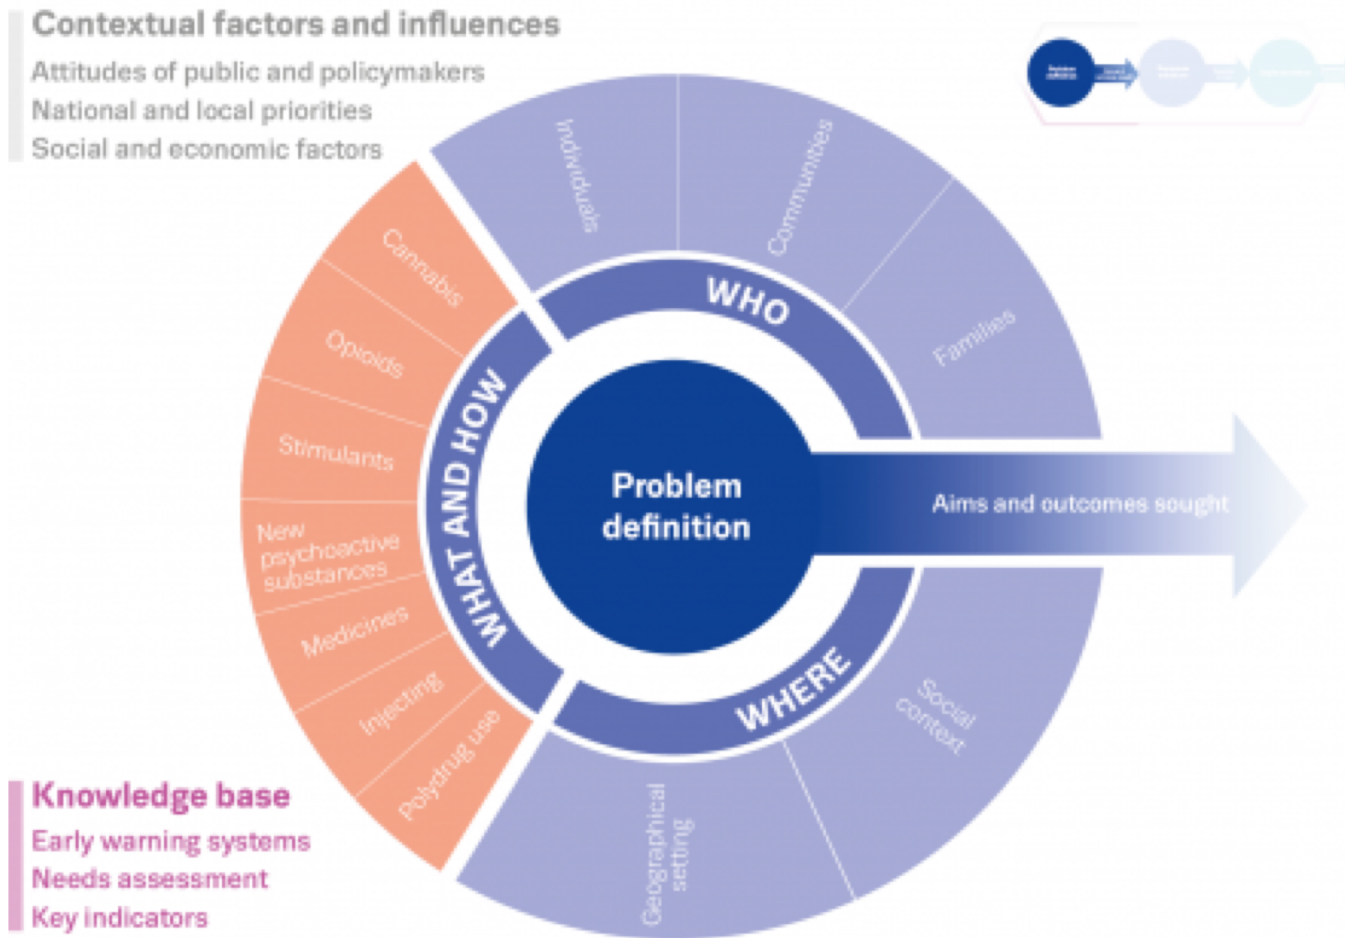 Contextual factors and influences
Attitudes of public and policymakers
National and local priorities
Social and economic factors
Individuals
Communities
Families
WHO
Cannabis
Opioids
Stimulants
New
psychoactive
substances
Medicines
Injecting
Polydrug use
WHAT AND HOW
Problem
definition
Aims and outcomes sought
WHERE
Social
context
Geographical
setting
Knowledge base
Early warning systems
Needs assessment
Key indicators